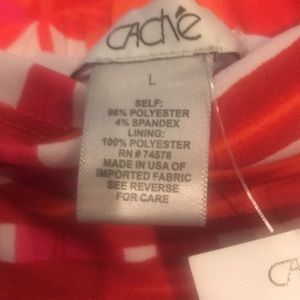 CACHÉ
L
SELF:
96% POLYESTER
4% SPANDEX
LINING:
100% POLYESTER
RN # 74578
MADE IN USA OF
IMPORTED FABRIC
SEE REVERSE
FOR CARE